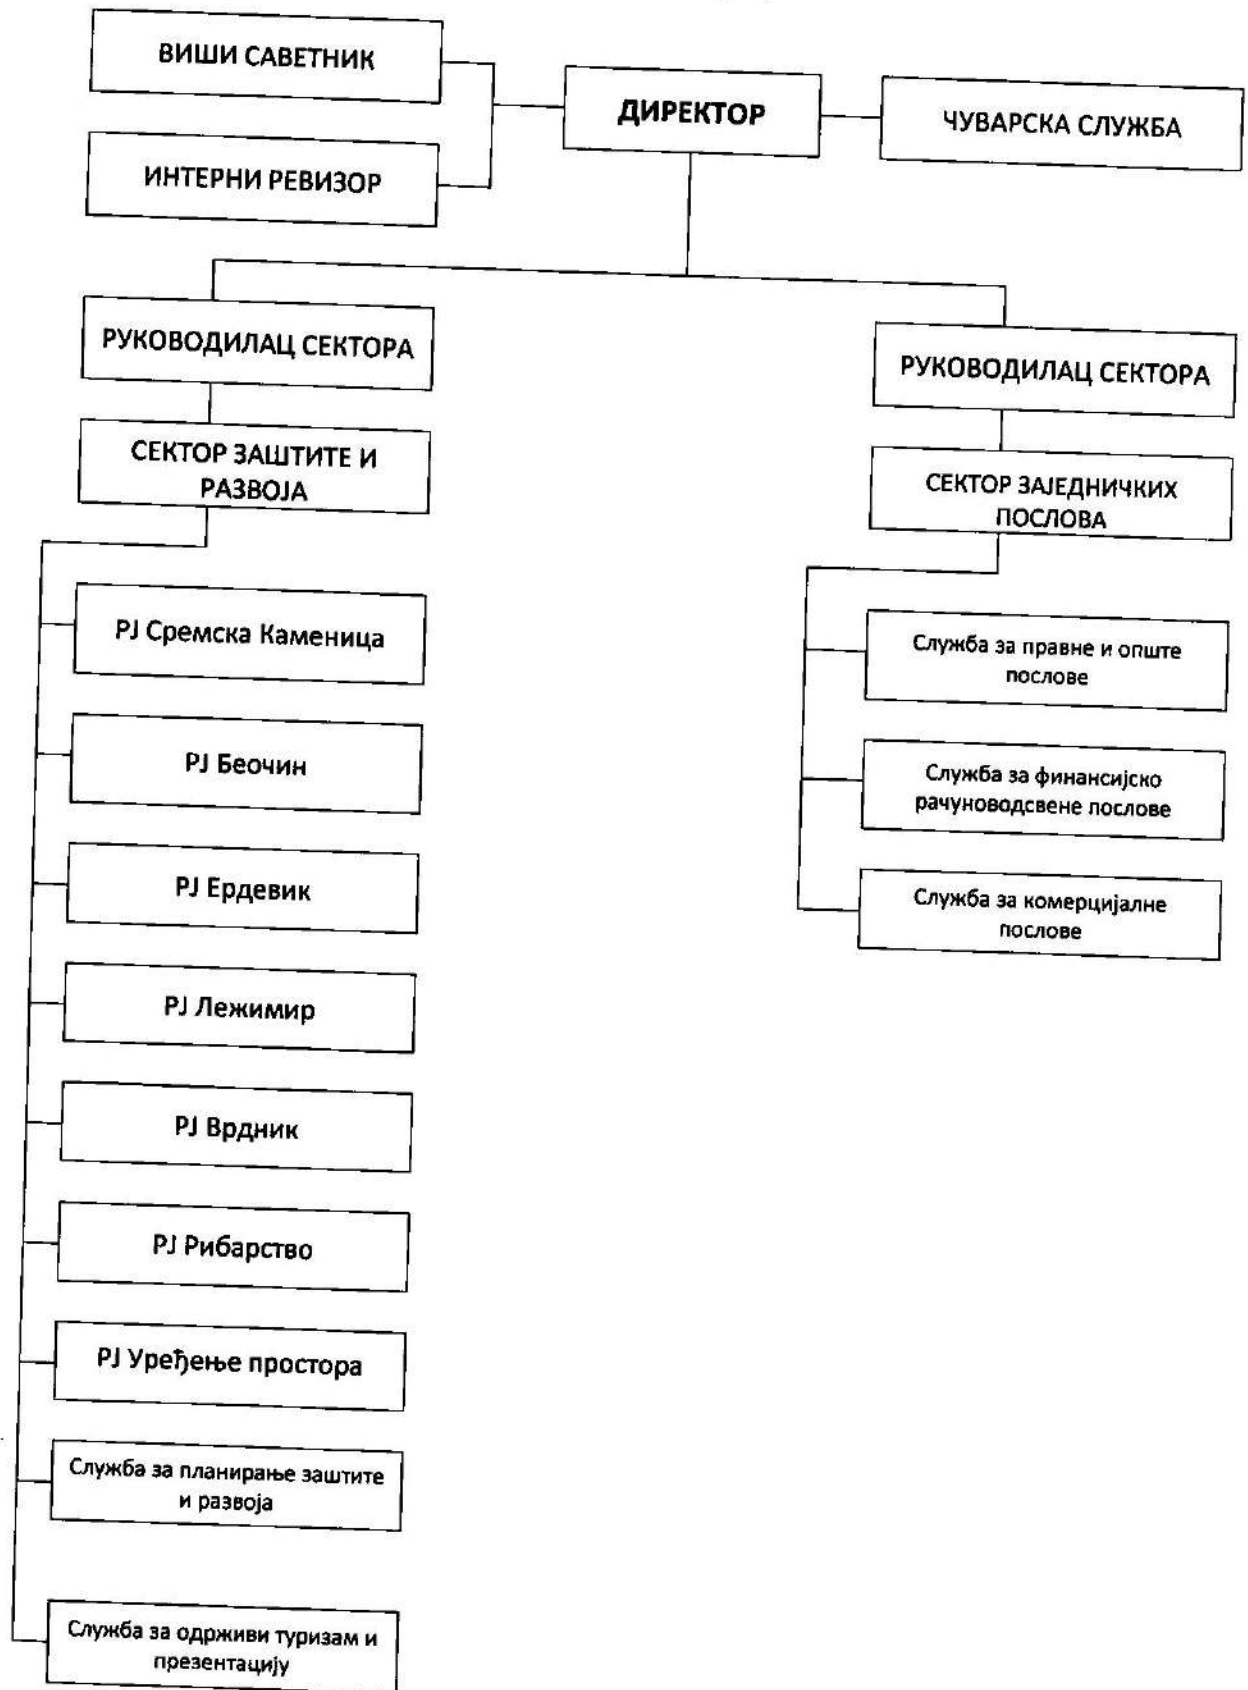 ВИШИ САВЕТНИК
ДИРЕКТОР
ЧУВАРСКА СЛУЖБА
ИНТЕРНИ РЕВИЗОР
РУКОВОДИЛАЦ СЕКТОРА
РУКОВОДИЛАЦ СЕКТОРА
СЕКТОР ЗАШТИТЕ И
РАЗВОЈА
СЕКТОР ЗАЈЕДНИЧКИХ
ПОСЛОВА
РЈ Сремска Каменица
РЈ Беочин
РЈ Ердевик
РЈ Лежимир
РЈ Врдник
РЈ Рибарство
РЈ Уређење простора
Служба за планирање заштите
и развоја
Служба за одрживи туризам и
презентацију
Служба за правне и опште
послове
Служба за финансијско
рачуноводсвене послове
Служба за комерцијалне
послове